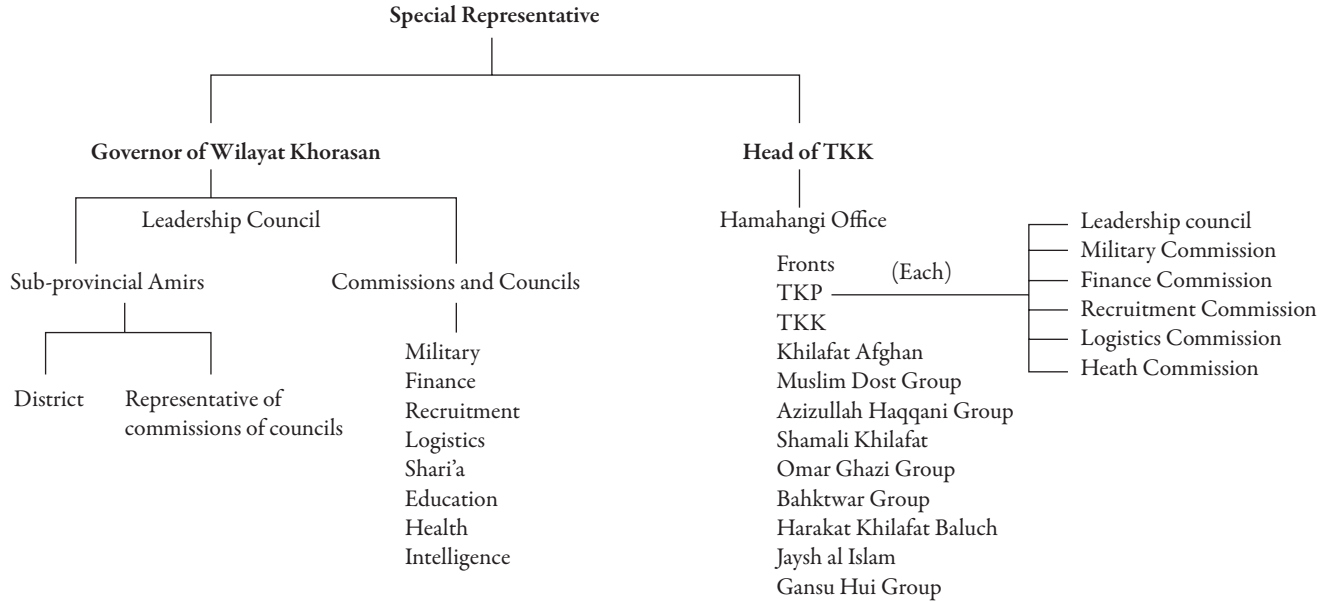 Special Representative
Governor of Wilayat Khorasan
Head of TKK
Leadership Council
Hamahangi Office
Sub-provincial Amirs
Commissions and Councils
District
Representative of
commissions of councils
Military
Finance
Recruitment
Logistics
Shari'a
Education
Health
Intelligence
Fronts
TKP
TKK
Khilafat Afghan
Muslim Dost Group
Azizullah Haqqani Group
Shamali Khilafat
Omar Ghazi Group
Bahktwar Group
Harakat Khilafat Baluch
Jaysh al Islam
Gansu Hui Group
(Each)
Leadership council
Military Commission
Finance Commission
Recruitment Commission
Logistics Commission
Heath Commission